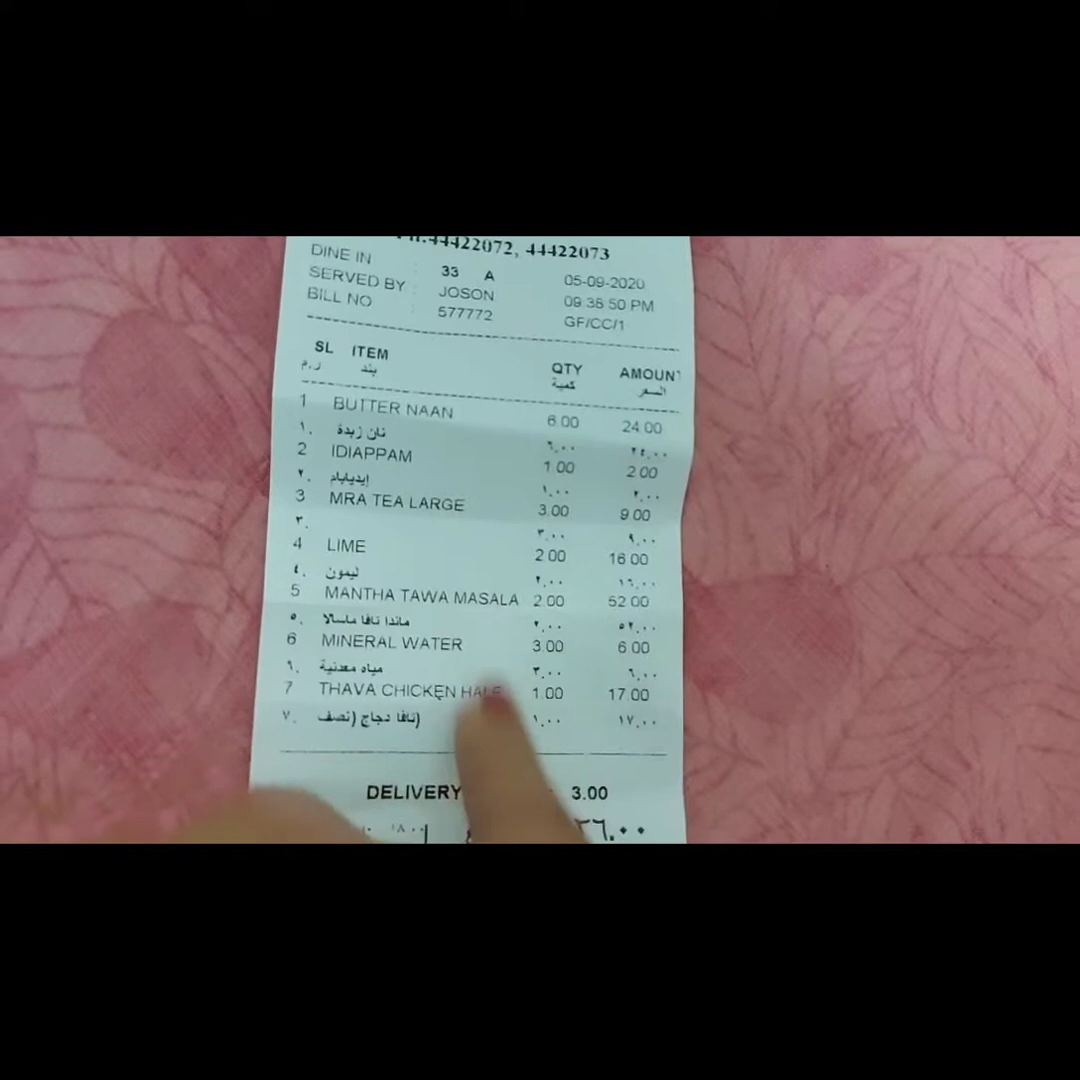 44422072, 44422073
DINE IN : 33 A 05-09-2020
SERVED BY : JOSON 09:38:50 PM
BILL NO : 577772 GF/CC/1
SL ITEM QTY AMOUNT
ر.م بند كمية السعر
1 BUTTER NAAN 6.00 24.00
١. نان زبدة ٦.٠٠ ٢٤.٠٠
2 IDIAPPAM 1.00 2.00
٢. إيديابام ١.٠٠ ٢.٠٠
3 MRA TEA LARGE 3.00 9.00
٣. ٣.٠٠ ٩.٠٠
4 LIME 2.00 16.00
٤. ليمون ٢.٠٠ ١٦.٠٠
5 MANTHA TAWA MASALA 2.00 52.00
٥. ماندا تافا ماسالا ٢.٠٠ ٥٢.٠٠
6 MINERAL WATER 3.00 6.00
٦. مياه معدنية ٣.٠٠ ٦.٠٠
7 THAVA CHICKEN HALF 1.00 17.00
٧. تافا دجاج (نصف) ١.٠٠ ١٧.٠٠
DELIVERY 3.00